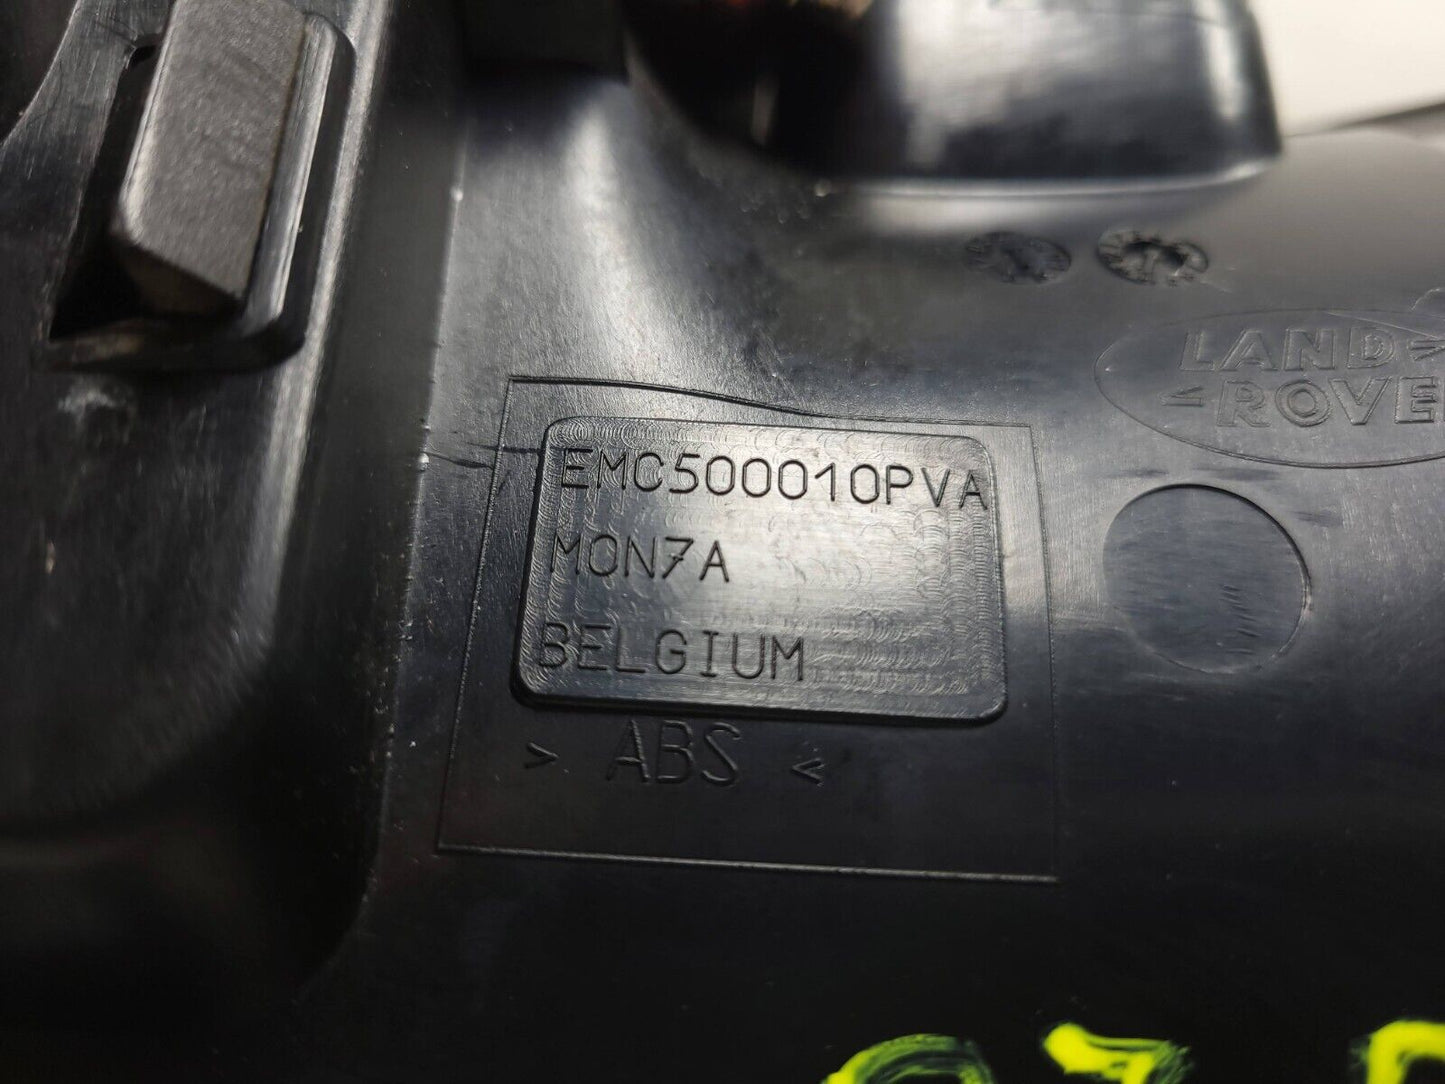 LAND
ROVE
EMC500010PVA
MON7A
BELGIUM
> ABS <